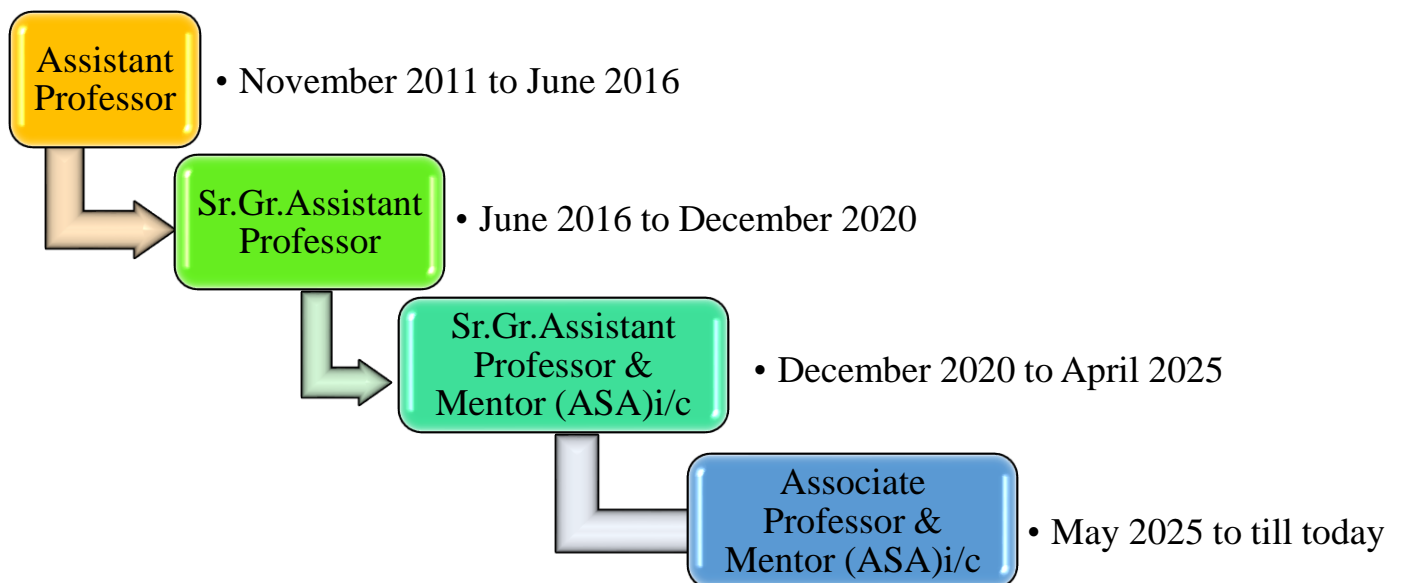 Assistant
Professor
• November 2011 to June 2016
Sr.Gr.Assistant
Professor
• June 2016 to December 2020
Sr.Gr.Assistant
Professor &
Mentor (ASA)i/c
• December 2020 to April 2025
Associate
Professor &
Mentor (ASA)i/c
• May 2025 to till today